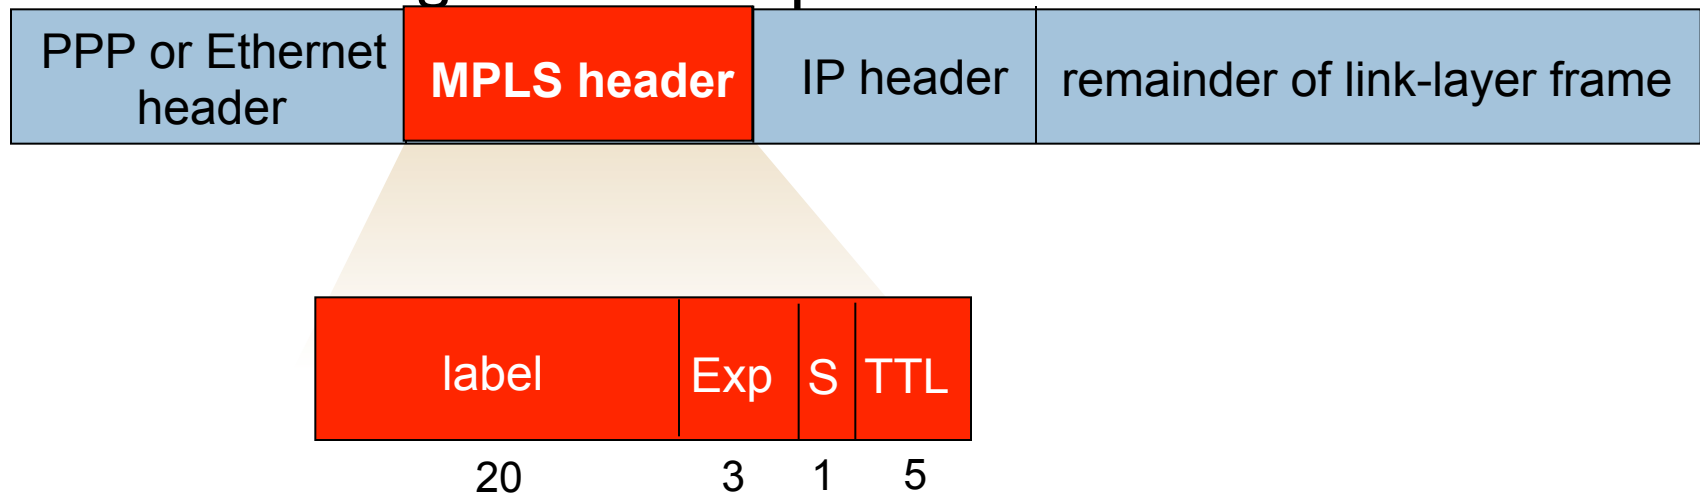 PPP or Ethernet
header
MPLS header
IP header
remainder of link-layer frame
label
Exp
S
TTL
20
3
1
5